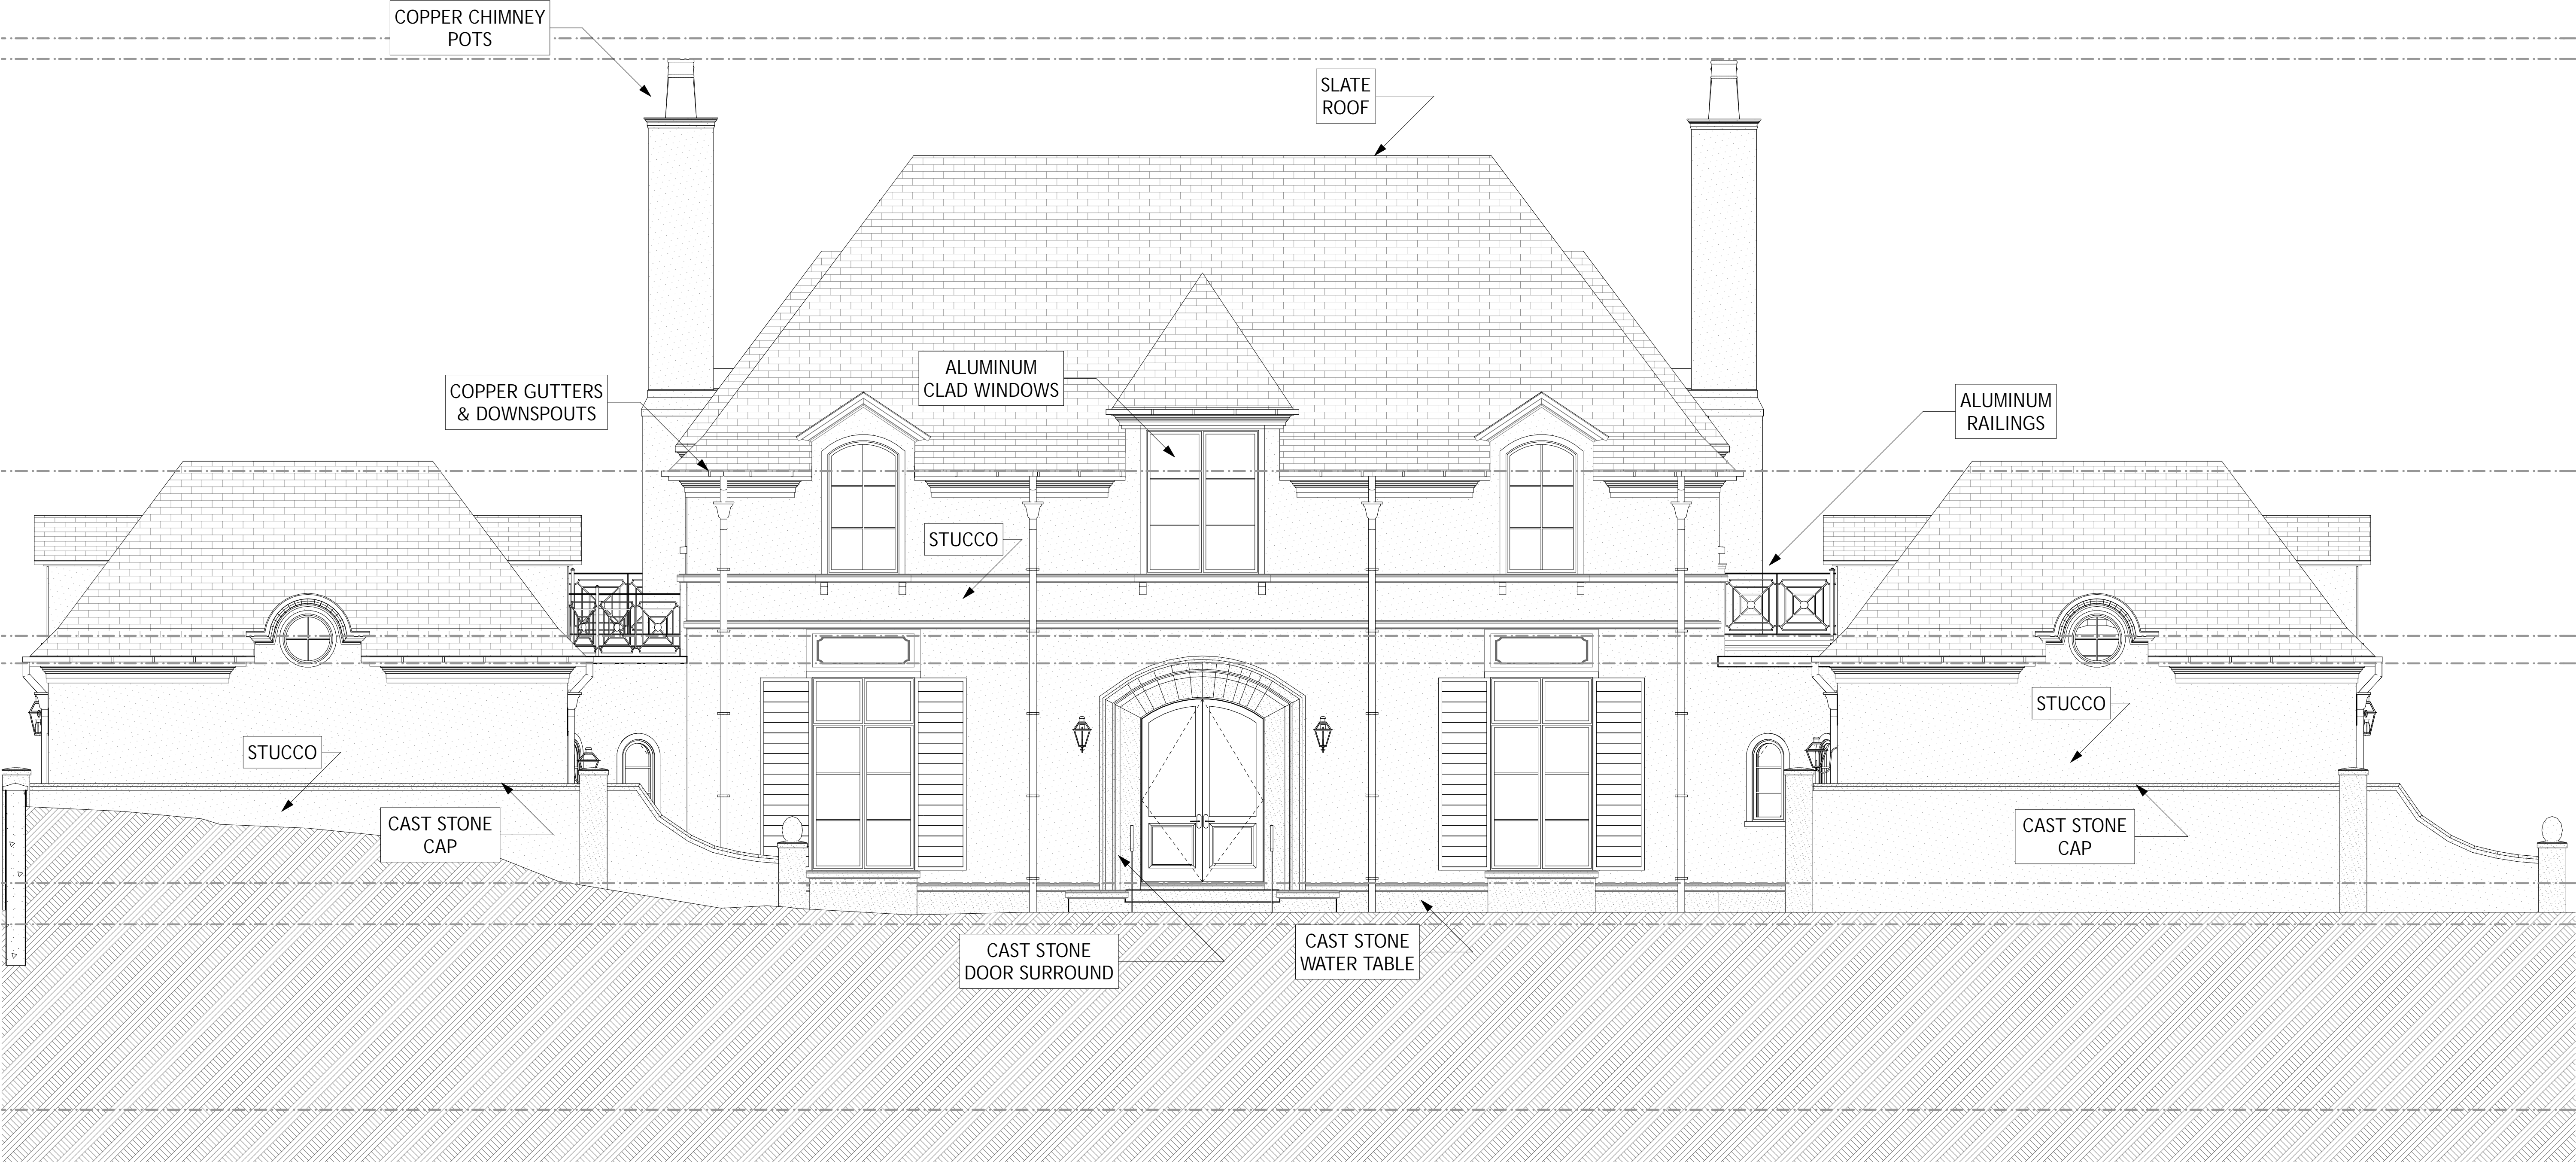 COPPER CHIMNEY
POTS
SLATE
ROOF
ALUMINUM
CLAD WINDOWS
COPPER GUTTERS
& DOWNSPOUTS
ALUMINUM
RAILINGS
STUCCO
STUCCO
STUCCO
CAST STONE
CAP
CAST STONE
CAP
CAST STONE
DOOR SURROUND
CAST STONE
WATER TABLE